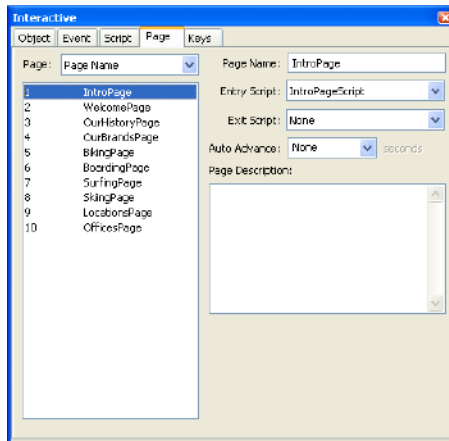 Interactive
Object Event Script Page Keys
Page: Page Name
1 IntroPage
2 WelcomePage
3 OurHistoryPage
4 OurBrandsPage
5 BikingPage
6 BoardingPage
7 SurfingPage
8 SkiingPage
9 LocationsPage
10 OfficesPage
Page Name: IntroPage
Entry Script: IntroPageScript
Exit Script: None
Auto Advance: None seconds
Page Description: